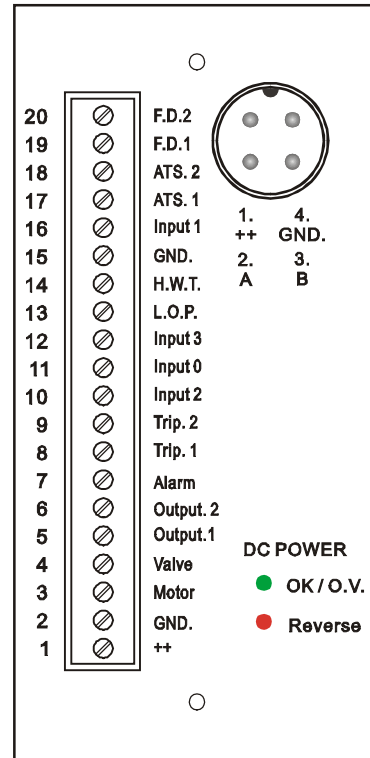 20 F.D.2
19 F.D.1
18 ATS. 2
17 ATS. 1
16 Input 1
15 GND.
14 H.W.T.
13 L.O.P.
12 Input 3
11 Input 0
10 Input 2
9 Trip. 2
8 Trip. 1
7 Alarm
6 Output. 2
5 Output.1
4 Valve
3 Motor
2 GND.
1 ++
1. 4.
++ GND.
2. 3.
A B
DC POWER
OK / O.V.
Reverse